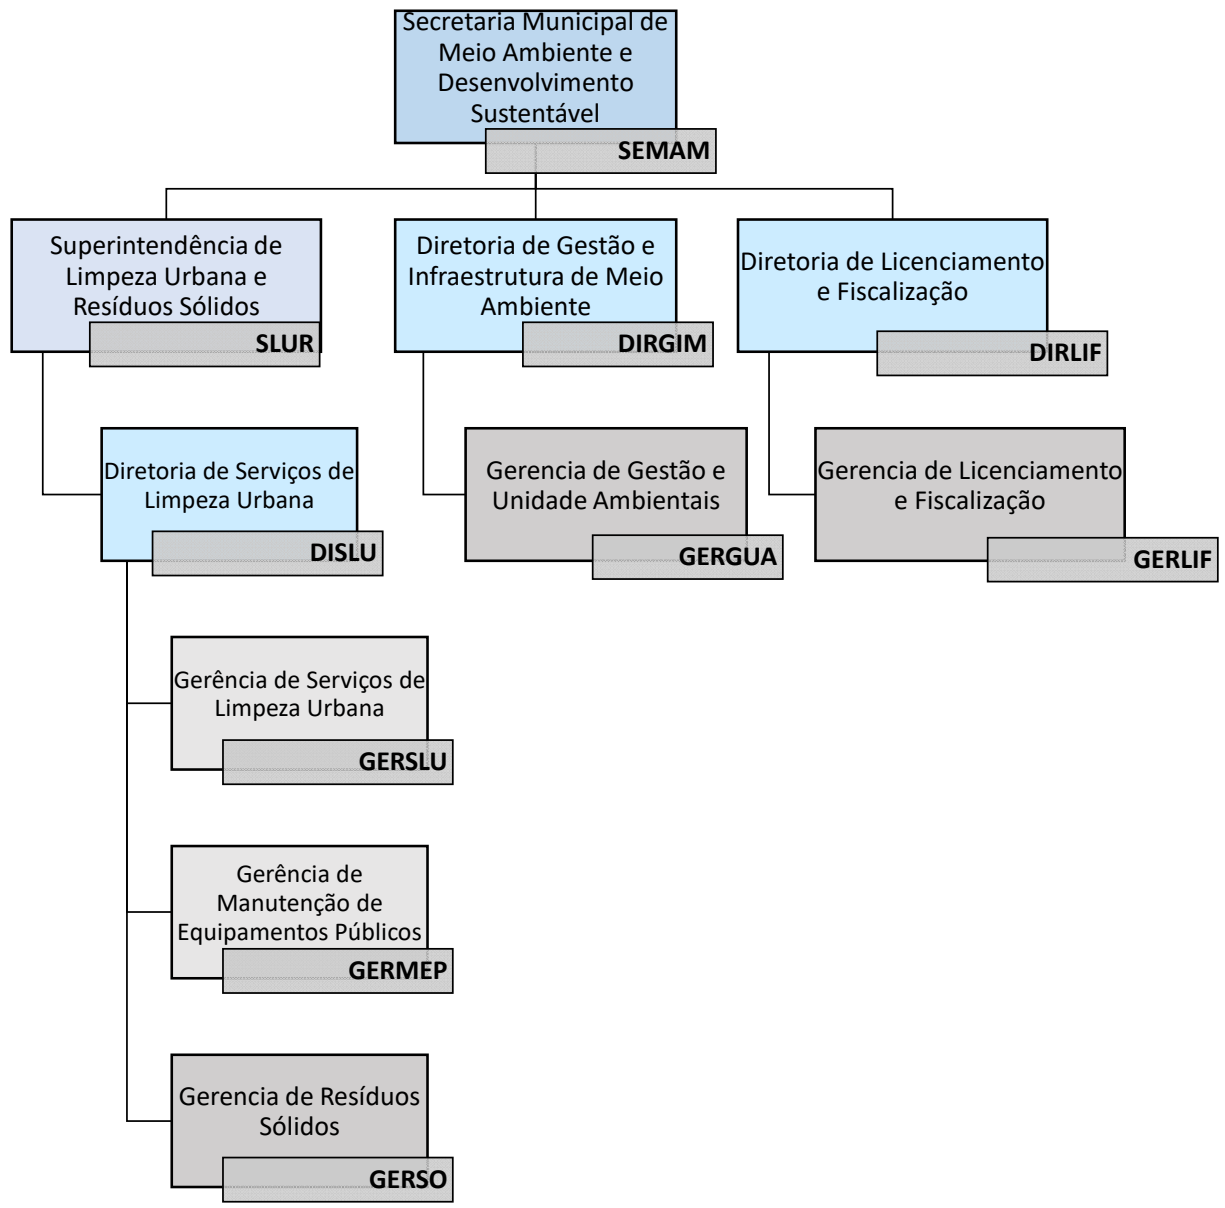 Secretaria Municipal de
Meio Ambiente e
Desenvolvimento
Sustentável
SEMAM
Superintendência de
Limpeza Urbana e
Resíduos Sólidos
SLUR
Diretoria de Gestão e
Infraestrutura de Meio
Ambiente
DIRGIM
Diretoria de Licenciamento
e Fiscalização
DIRLIF
Diretoria de Serviços de
Limpeza Urbana
DISLU
Gerencia de Gestão e
Unidade Ambientais
GERGUA
Gerencia de Licenciamento
e Fiscalização
GERLIF
Gerência de Serviços de
Limpeza Urbana
GERSLU
Gerência de
Manutenção de
Equipamentos Públicos
GERMEP
Gerencia de Resíduos
Sólidos
GERSO